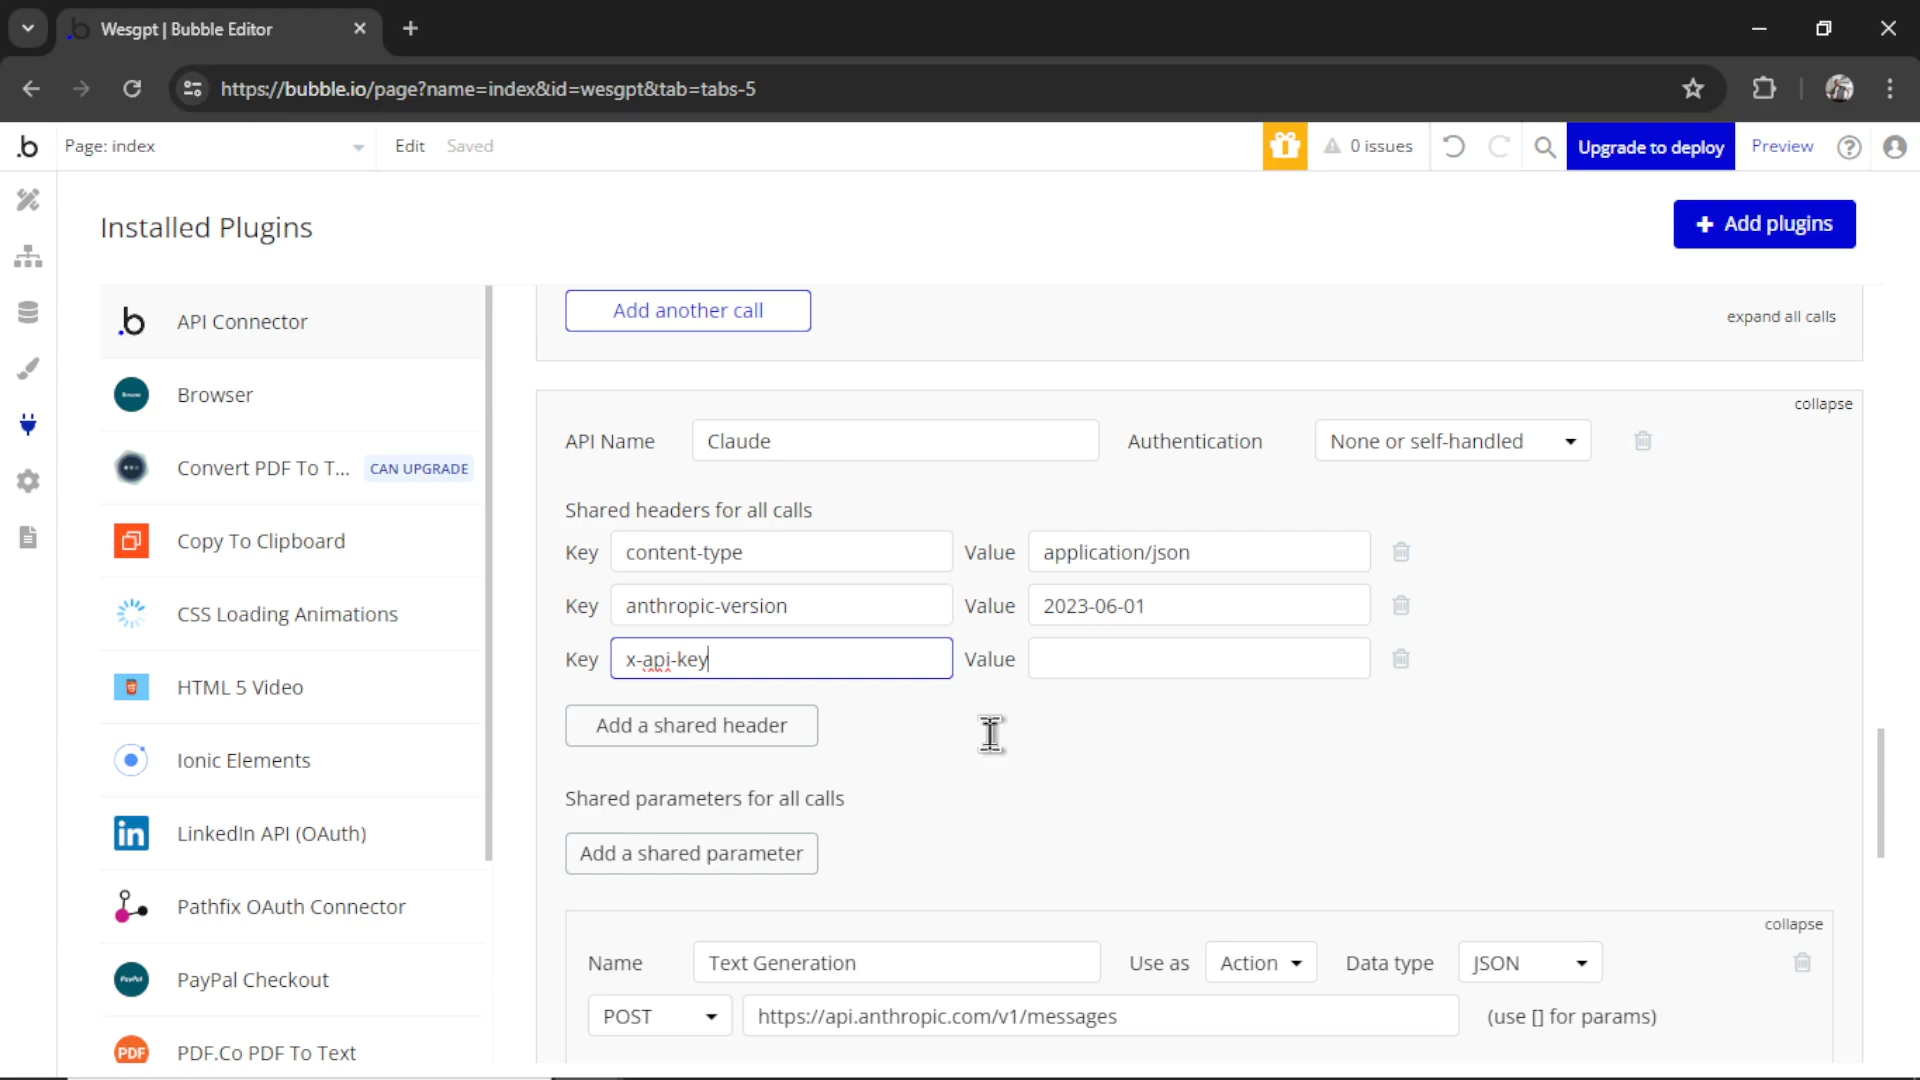 Wesgpt | Bubble Editor
https://bubble.io/page?name=index&id=wesgpt&tab=tabs-5
Page: index
Edit
Saved
0 issues
Upgrade to deploy
Preview
Installed Plugins
Add plugins
API Connector
Browser
Convert PDF To T...
CAN UPGRADE
Copy To Clipboard
CSS Loading Animations
HTML 5 Video
Ionic Elements
LinkedIn API (OAuth)
Pathfix OAuth Connector
PayPal Checkout
PDF.Co PDF To Text
Add another call
expand all calls
collapse
API Name Claude Authentication None or self-handled
Shared headers for all calls
Key content-type Value application/json
Key anthropic-version Value 2023-06-01
Key x-api-key Value
Add a shared header
Shared parameters for all calls
Add a shared parameter
collapse
Name Text Generation Use as Action Data type JSON
POST https://api.anthropic.com/v1/messages (use [] for params)